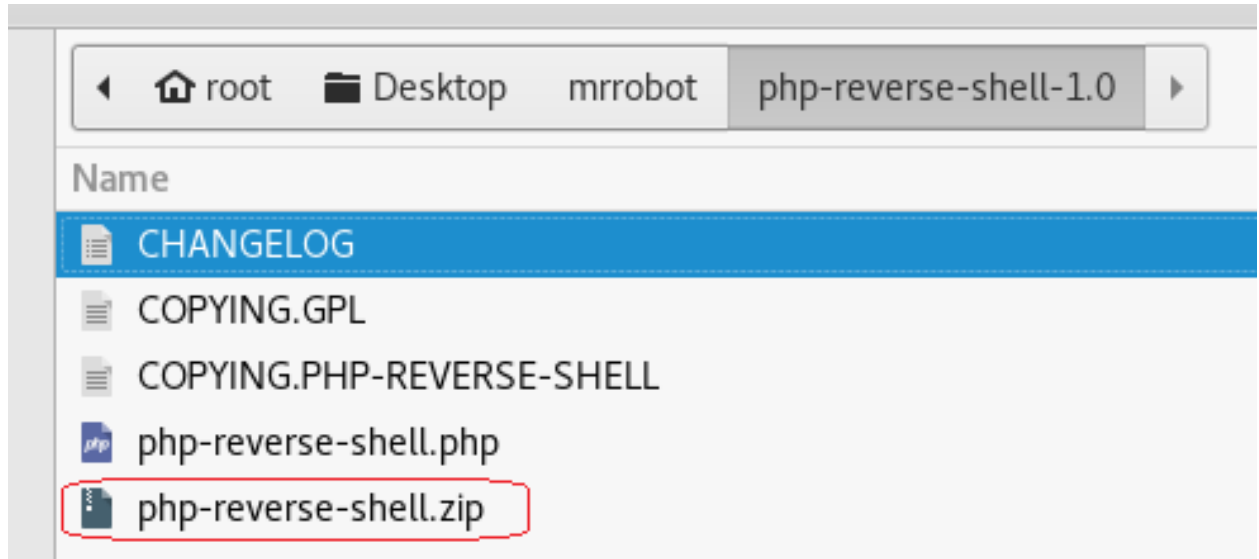 root Desktop mrrobot php-reverse-shell-1.0
Name
CHANGELOG
COPYING.GPL
COPYING.PHP-REVERSE-SHELL
php php-reverse-shell.php
php-reverse-shell.zip